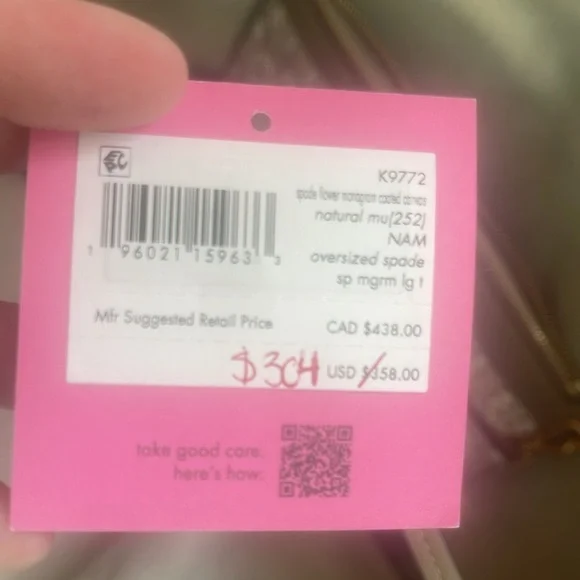 K9772
spade flower monogram coated canvas
natural mu[252]
NAM
oversized spade
sp mgrm lg t
1 96021 15963 3
Mfr Suggested Retail Price
CAD $438.00
$304 USD $358.00
take good care.
here's how: